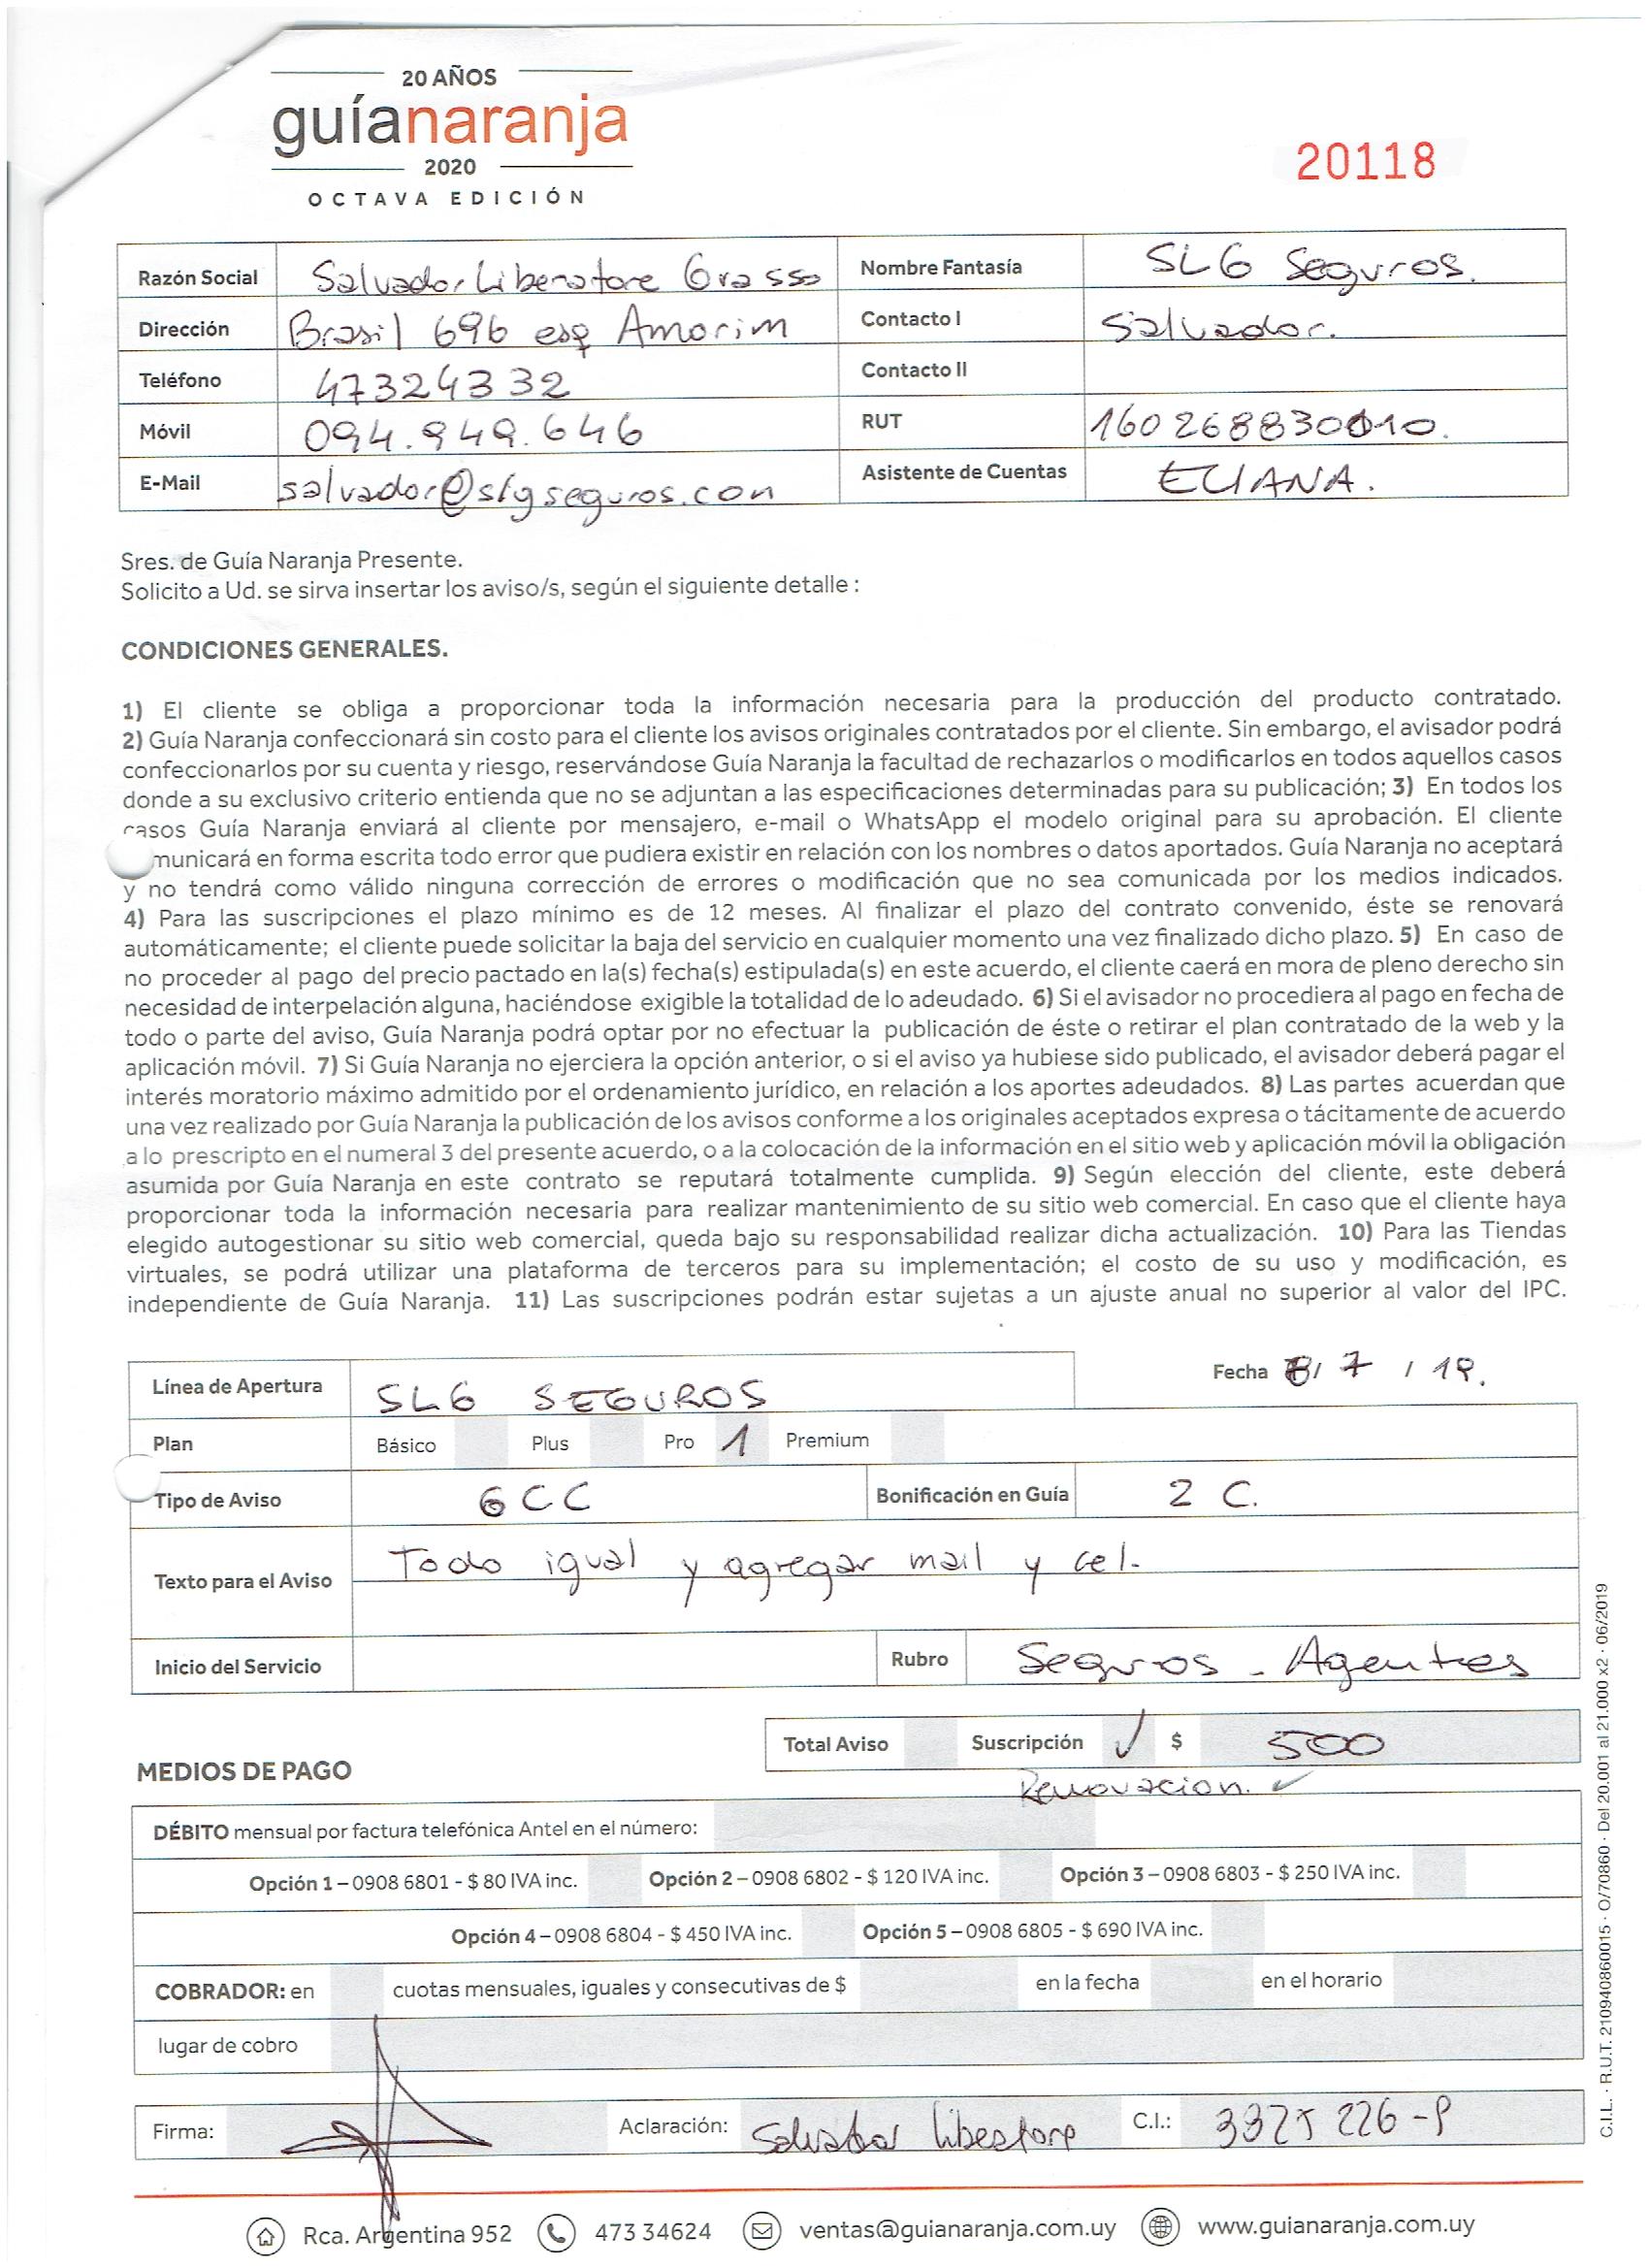 20 AÑOS
guíanaranja
2020
OCTAVA EDICIÓN
20118
Razón Social Salvador Liberatore Grasso Nombre Fantasía SLG Seguros.
Dirección Brasil 696 esq Amorim Contacto I Salvador.
Teléfono 47324332 Contacto II
Móvil 094.949.646 RUT 160268830010.
E-Mail salvador@slgseguros.com Asistente de Cuentas ELIANA.
Sres. de Guía Naranja Presente.
Solicito a Ud. se sirva insertar los aviso/s, según el siguiente detalle :
CONDICIONES GENERALES.
1) El cliente se obliga a proporcionar toda la información necesaria para la producción del producto contratado.
2) Guía Naranja confeccionará sin costo para el cliente los avisos originales contratados por el cliente. Sin embargo, el avisador podrá
confeccionarlos por su cuenta y riesgo, reservándose Guía Naranja la facultad de rechazarlos o modificarlos en todos aquellos casos
donde a su exclusivo criterio entienda que no se adjuntan a las especificaciones determinadas para su publicación; 3) En todos los
casos Guía Naranja enviará al cliente por mensajero, e-mail o WhatsApp el modelo original para su aprobación. El cliente
municará en forma escrita todo error que pudiera existir en relación con los nombres o datos aportados. Guía Naranja no aceptará
y no tendrá como válido ninguna corrección de errores o modificación que no sea comunicada por los medios indicados.
4) Para las suscripciones el plazo mínimo es de 12 meses. Al finalizar el plazo del contrato convenido, éste se renovará
automáticamente; el cliente puede solicitar la baja del servicio en cualquier momento una vez finalizado dicho plazo. 5) En caso de
no proceder al pago del precio pactado en la(s) fecha(s) estipulada(s) en este acuerdo, el cliente caerá en mora de pleno derecho sin
necesidad de interpelación alguna, haciéndose exigible la totalidad de lo adeudado. 6) Si el avisador no procediera al pago en fecha de
todo o parte del aviso, Guía Naranja podrá optar por no efectuar la publicación de éste o retirar el plan contratado de la web y la
aplicación móvil. 7) Si Guía Naranja no ejerciera la opción anterior, o si el aviso ya hubiese sido publicado, el avisador deberá pagar el
interés moratorio máximo admitido por el ordenamiento jurídico, en relación a los aportes adeudados. 8) Las partes acuerdan que
una vez realizado por Guía Naranja la publicación de los avisos conforme a los originales aceptados expresa o tácitamente de acuerdo
a lo prescripto en el numeral 3 del presente acuerdo, o a la colocación de la información en el sitio web y aplicación móvil la obligación
asumida por Guía Naranja en este contrato se reputará totalmente cumplida. 9) Según elección del cliente, este deberá
proporcionar toda la información necesaria para realizar mantenimiento de su sitio web comercial. En caso que el cliente haya
elegido autogestionar su sitio web comercial, queda bajo su responsabilidad realizar dicha actualización. 10) Para las Tiendas
virtuales, se podrá utilizar una plataforma de terceros para su implementación; el costo de su uso y modificación, es
independiente de Guía Naranja. 11) Las suscripciones podrán estar sujetas a un ajuste anual no superior al valor del IPC.
Línea de Apertura SLG SEGUROS Fecha 8/ 7 / 19.
Plan Básico Plus Pro 1 Premium
Tipo de Aviso 6CC Bonificación en Guía 2 C.
Texto para el Aviso Todo igual y agregar mail y cel.
Inicio del Servicio Rubro Seguros - Agentes
Total Aviso Suscripción ✓ $ 500
MEDIOS DE PAGO
Renovacion. ✓
DÉBITO mensual por factura telefónica Antel en el número:
Opción 1 – 0908 6801 - $ 80 IVA inc. Opción 2 – 0908 6802 - $ 120 IVA inc. Opción 3 – 0908 6803 - $ 250 IVA inc.
Opción 4 – 0908 6804 - $ 450 IVA inc. Opción 5 – 0908 6805 - $ 690 IVA inc.
COBRADOR: en cuotas mensuales, iguales y consecutivas de $ en la fecha en el horario
lugar de cobro
Firma: Aclaración: Salvador Liberatore C.I.: 3325 226-8
Rca. Argentina 952 473 34624 ventas@guianaranja.com.uy www.guianaranja.com.uy
C.I.L. · R.U.T. 210940860015 · O/70860 · Del 20.001 al 21.000 x2 · 06/2019